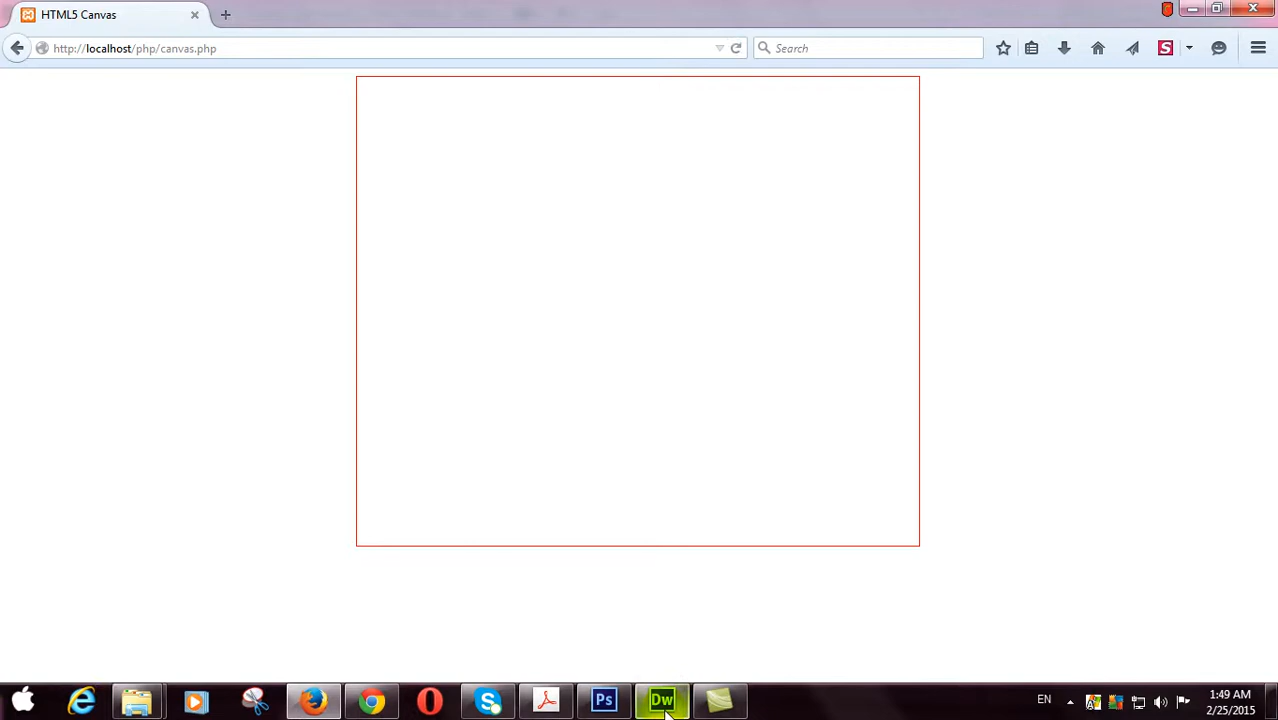 HTML5 Canvas
http://localhost/php/canvas.php
Search
S
Ps
Dw
EN
1:49 AM
2/25/2015